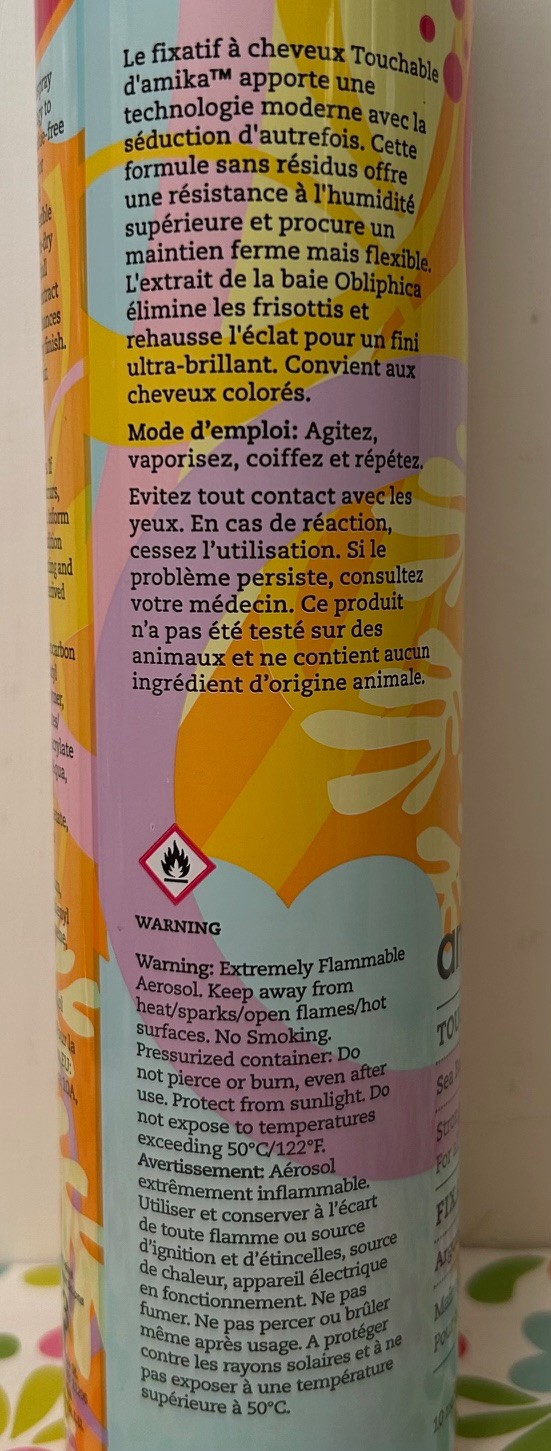 Le fixatif à cheveux Touchable
d'amika™ apporte une
technologie moderne avec la
séduction d'autrefois. Cette
formule sans résidus offre
une résistance à l'humidité
supérieure et procure un
maintien ferme mais flexible.
L'extrait de la baie Obliphica
élimine les frisottis et
rehausse l'éclat pour un fini
ultra-brillant. Convient aux
cheveux colorés.
Mode d'emploi: Agitez,
vaporisez, coiffez et répétez.
Evitez tout contact avec les
yeux. En cas de réaction,
cessez l'utilisation. Si le
problème persiste, consultez
votre médecin. Ce produit
n'a pas été testé sur des
animaux et ne contient aucun
ingrédient d'origine animale.
WARNING
Warning: Extremely Flammable
Aerosol. Keep away from
heat/sparks/open flames/hot
surfaces. No Smoking.
Pressurized container: Do
not pierce or burn, even after
use. Protect from sunlight. Do
not expose to temperatures
exceeding 50°C/122°F.
Avertissement: Aérosol
extrêmement inflammable.
Utiliser et conserver à l'écart
de toute flamme ou source
d'ignition et d'étincelles, source
de chaleur, appareil électrique
en fonctionnement. Ne pas
fumer. Ne pas percer ou brûler
même après usage. A protéger
contre les rayons solaires et à ne
pas exposer à une température
supérieure à 50°C.